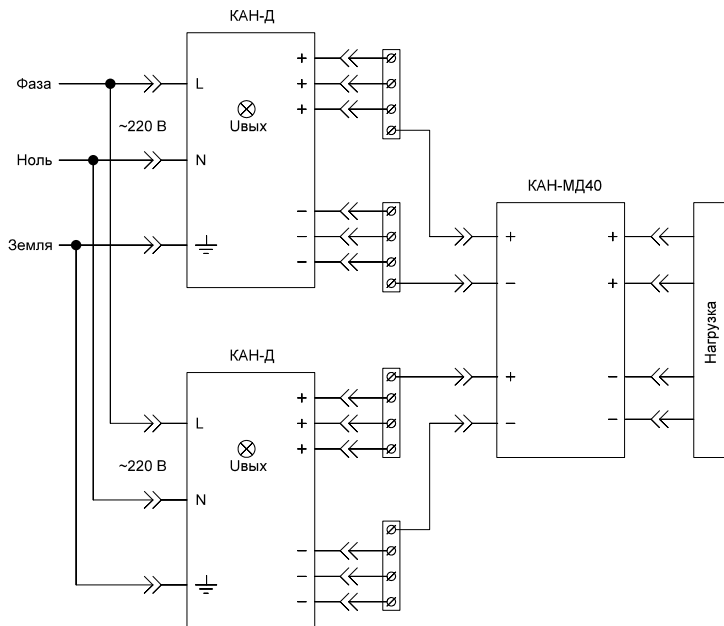 КАН-Д
Фаза
L
+
+
+
~220 В
Uвых
Ноль
N
КАН-МД40
Земля
−
−
−
+
−
+
−
+
+
−
−
Нагрузка
КАН-Д
L
+
+
+
~220 В
Uвых
N
−
−
−